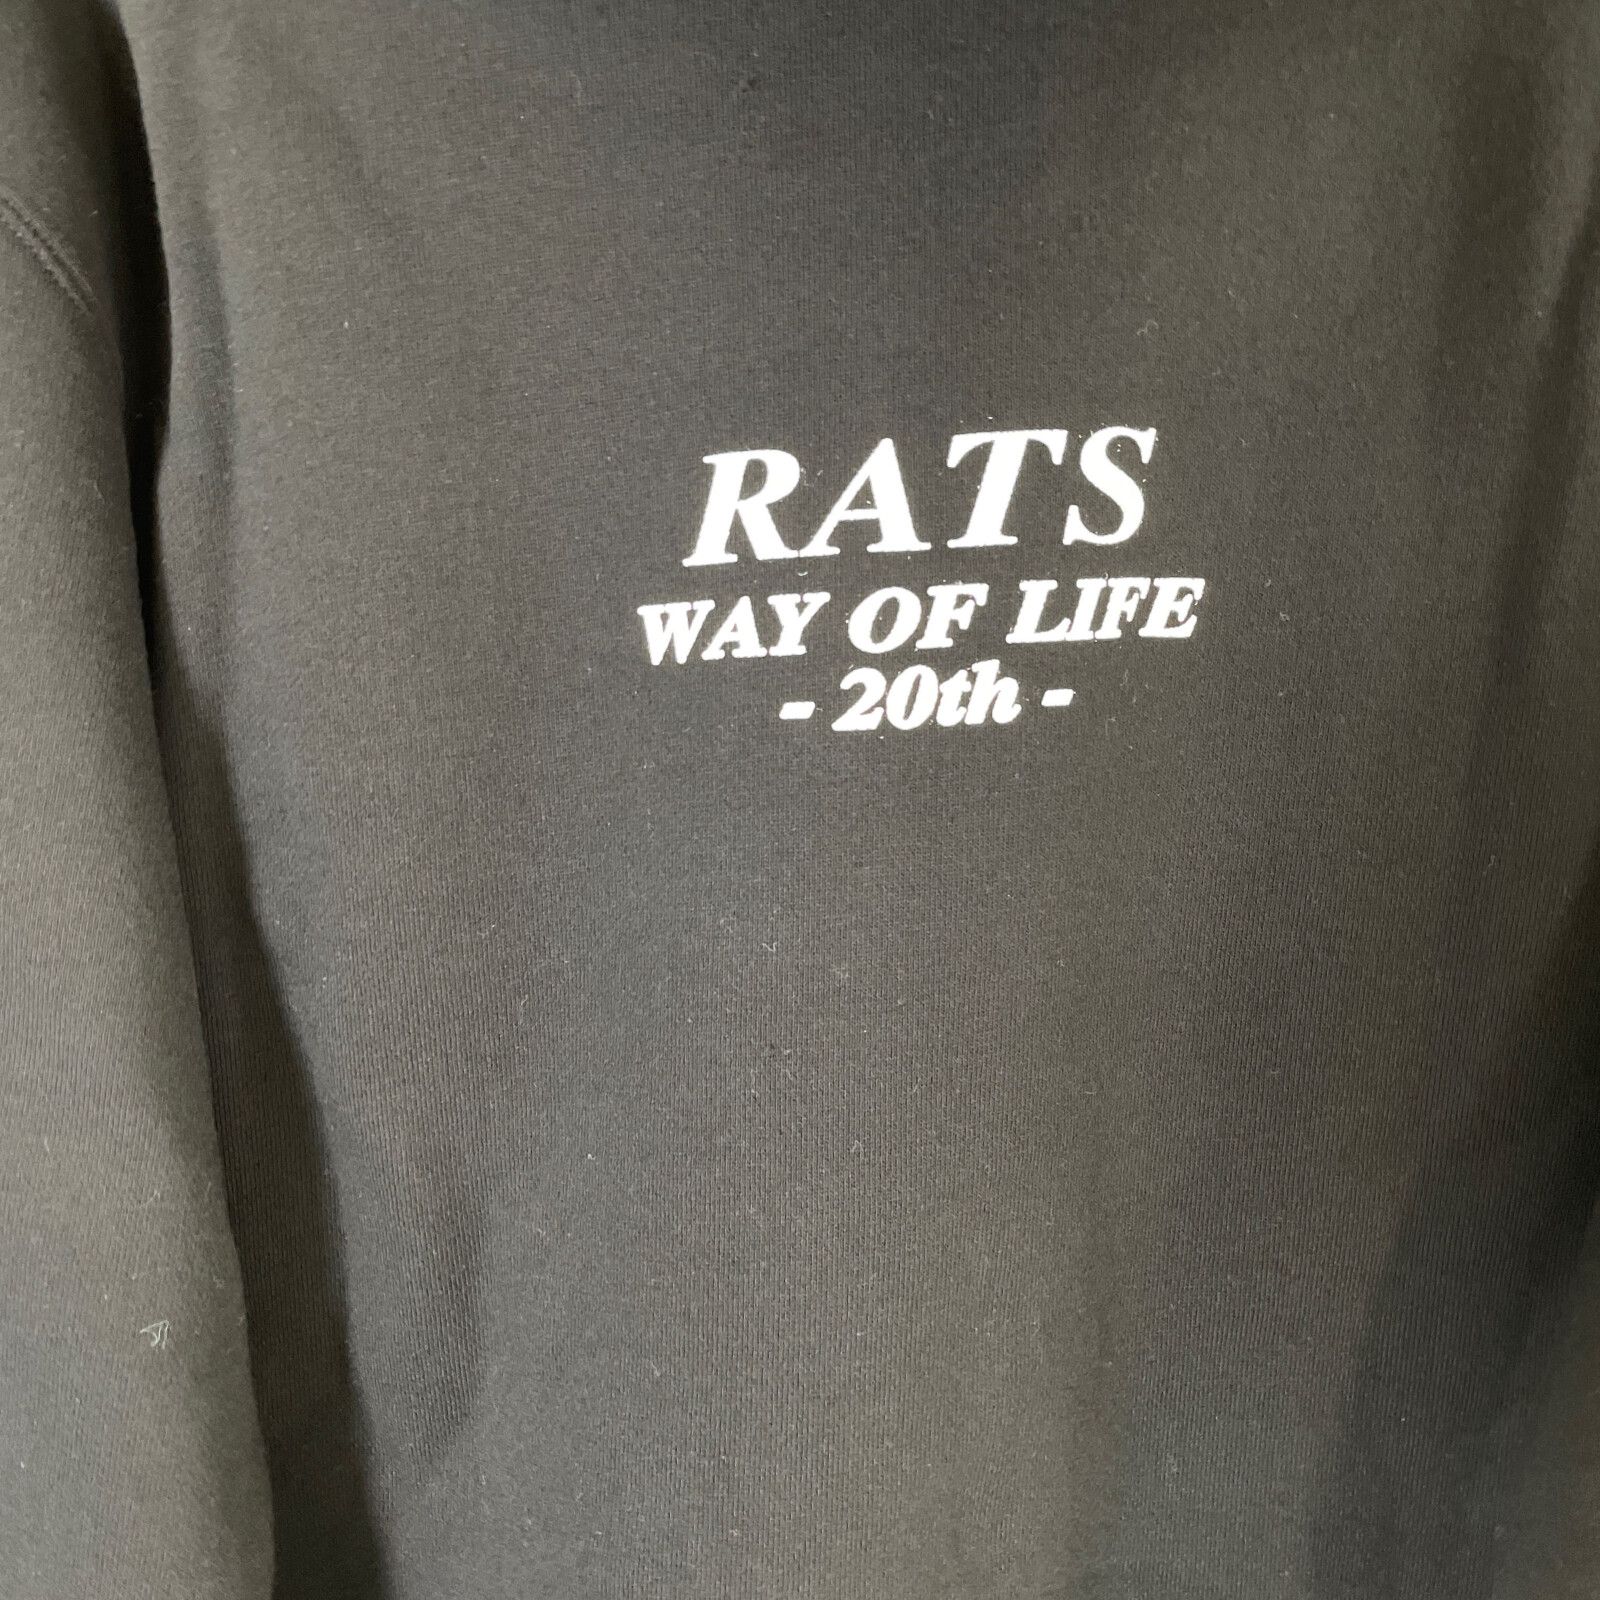 RATS
WAY OF LIFE
- 20th -